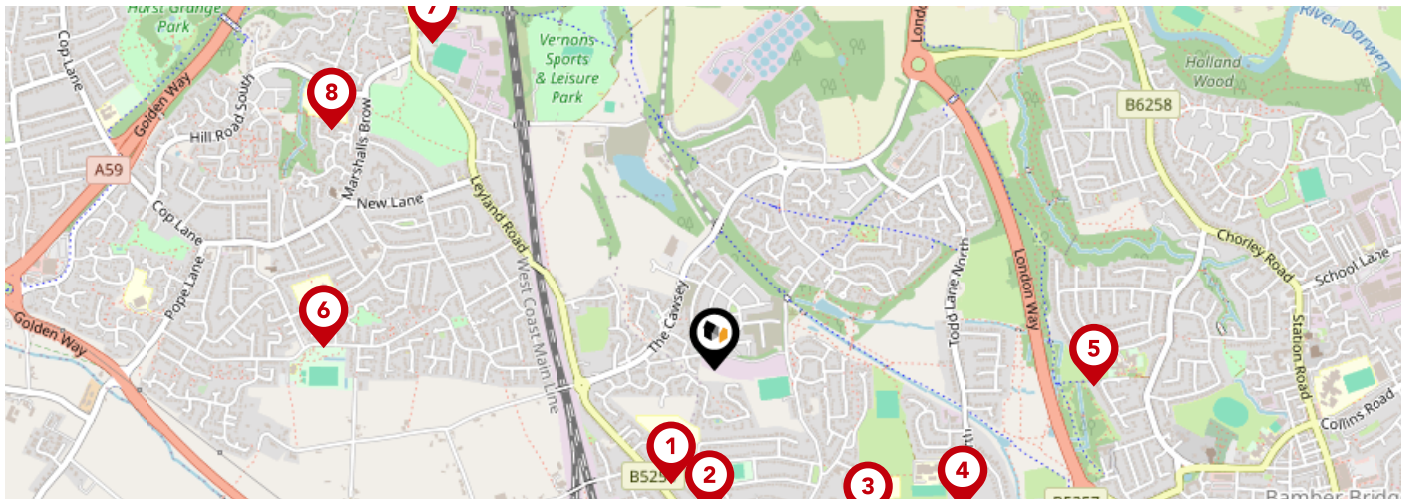 Hurst Grange
Park
Cop Lane
Golden Way
Hill Road South
A59
8
Marshalls Brow
New Lane
Cop Lane
Pope Lane
Golden Way
6
7
Leyland Road
West Coast Main Line
Vernons
Sports
& Leisure
Park
The Cawsey
1
2
3
4
5
Todd Lane North
London Way
River Darwen
Holland
Wood
B6258
Chorley Road
School Lane
Station Road
Collins Road